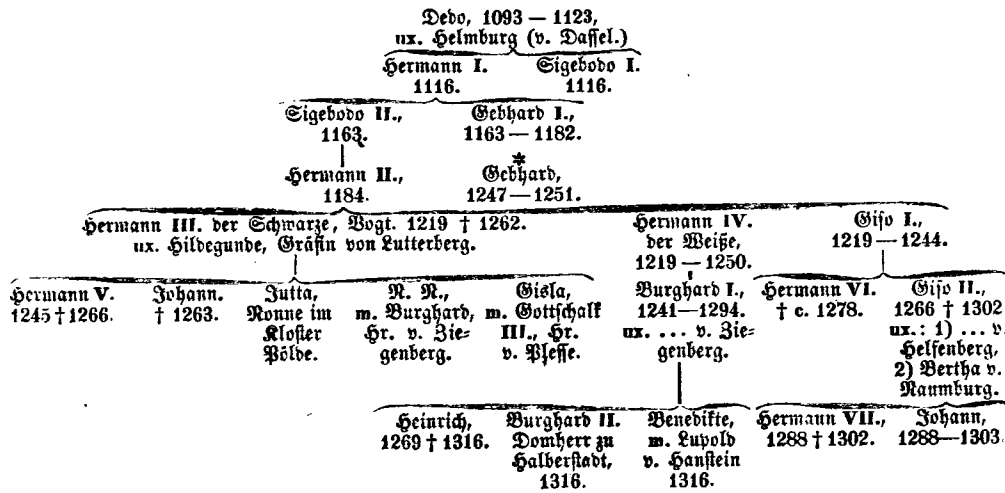 Dedo, 1093 — 1123,
ux. Helmburg (v. Dassel.)
Hermann I. Sigebodo I.
1116. 1116.
Sigebodo II., Gebhard I.,
1163. 1163 — 1182.
*
Hermann II., Gebhard,
1184. 1247 — 1251.
Hermann III. der Schwarze, Vogt. 1219 † 1262. Hermann IV. Giso I.,
ux. Hildegunde, Gräfin von Lutterberg. der Weiße, 1219 — 1244.
1219 — 1250.
Hermann V. Johann. Jutta, N. N., Gisla, Burghard I., Hermann VI. Giso II.,
1245 † 1266. † 1263. Nonne im m. Burghard, m. Gottschalk 1241—1294. † c. 1278. 1266 † 1302
Kloster Hr. v. Zie- III., Hr. ux. .... v. Zie- ux.: 1) ... v.
Pölde. genberg. v. Plesse. genberg. Helfenberg,
2) Bertha v.
Naumburg.
Heinrich, Burghard II. Benedikte, Hermann VII., Johann,
1269 † 1316. Domherr zu m. Lupold 1288 † 1302. 1288—1303.
Halberstadt, v. Hanstein
1316. 1316.